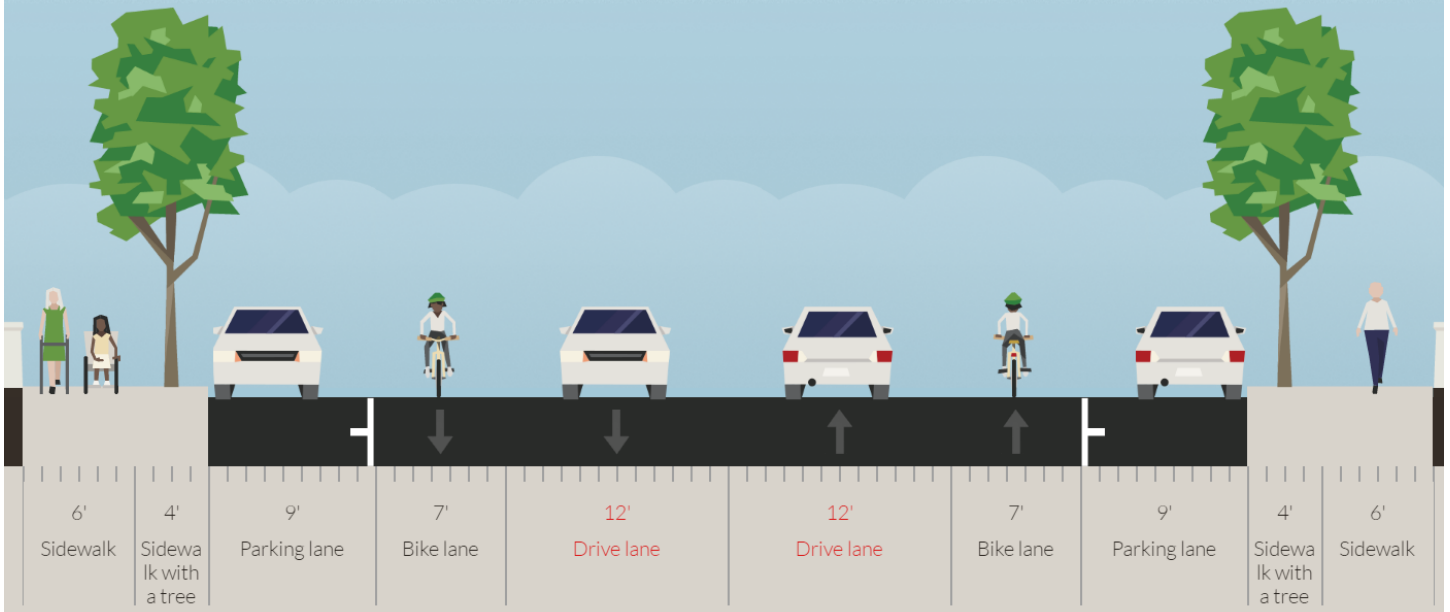 6' 4' 9' 7' 12' 12' 7' 9' 4' 6'
Sidewalk Sidewa Parking lane Bike lane Drive lane Drive lane Bike lane Parking lane Sidewa Sidewalk
lk with lk with
a tree a tree